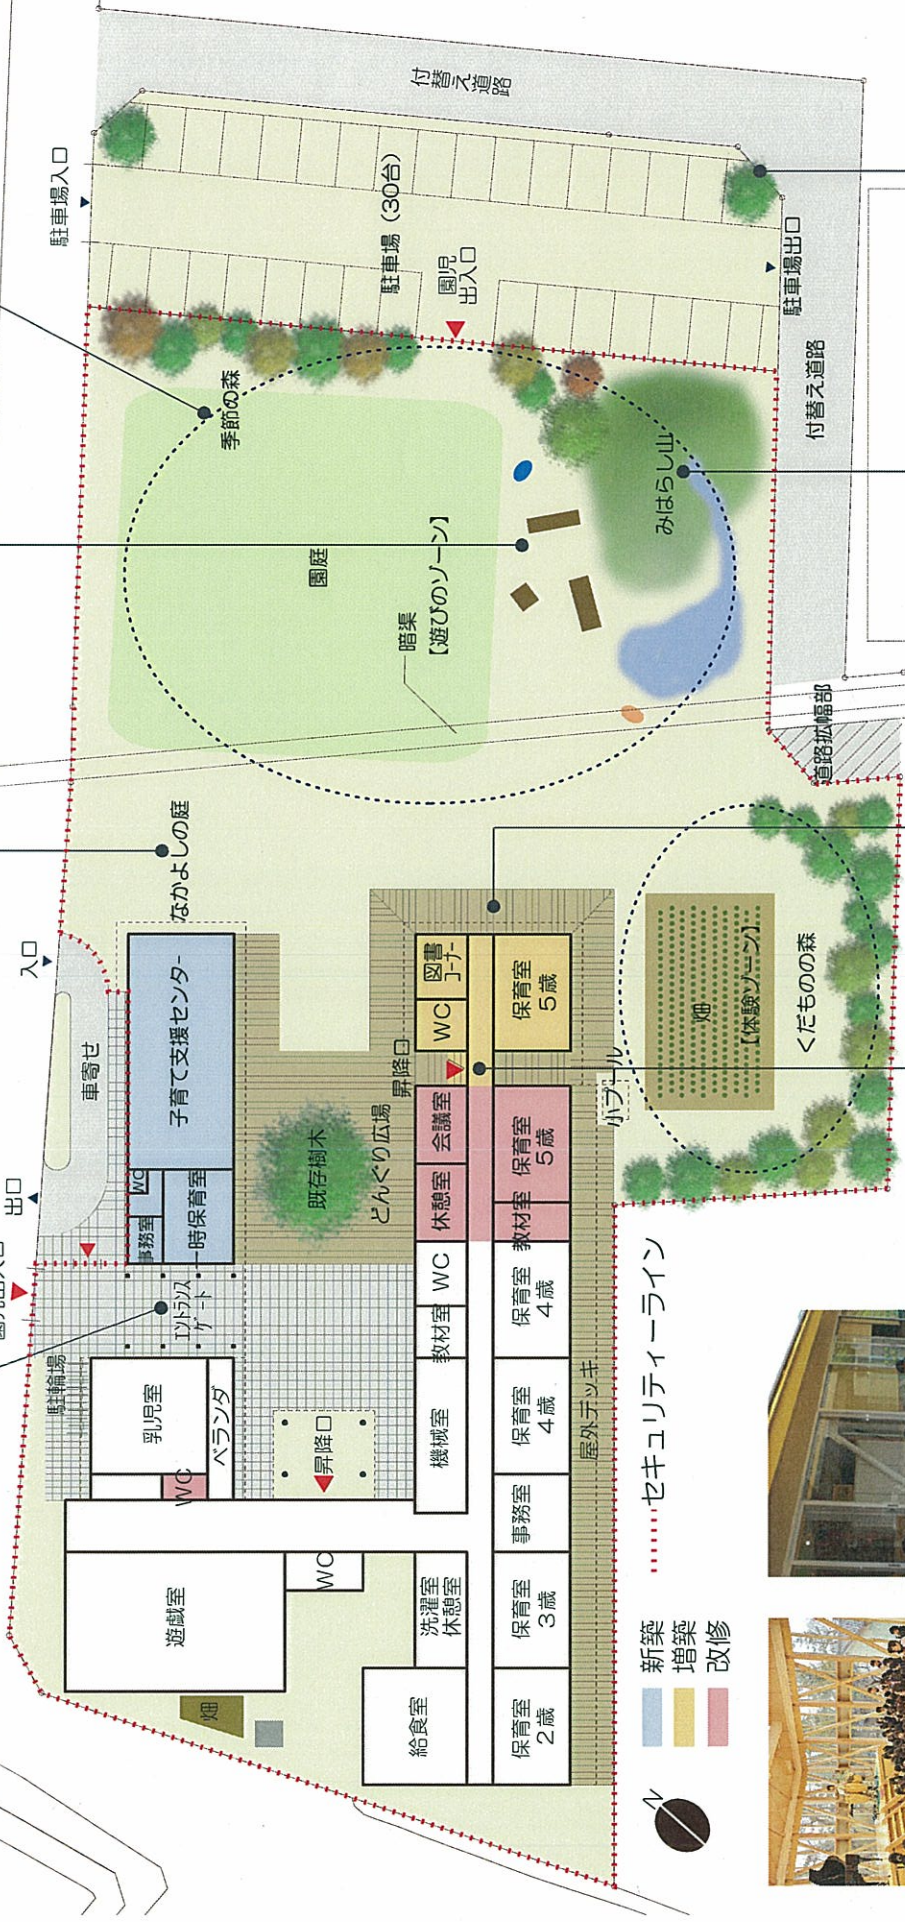 付替え道路
駐車場入口
駐車場（30台）
園児
出入口
駐車場出口
付替え道路
季節の森
みはらし山
園庭
暗渠
【遊びのゾーン】
道路拡幅部
なかよしの庭
入口
車寄せ
出口
子育て支援センター
WC
事務室
一時保育室
既存樹木
どんぐり広場
昇降口
図書
コーナー
WC
保育室
5歳
会議室
休憩室
保育室
5歳
教材室
小プール
畑
【体験ゾーン】
くだものの森
エントランス
ゲート
駐輪場
乳児室
ベランダ
WC
昇降口
WC
教材室
機械室
保育室
4歳
保育室
4歳
事務室
屋外デッキ
遊戯室
WC
洗濯室
休憩室
保育室
3歳
給食室
保育室
2歳
畑
セキュリティーライン
新築
増築
改修
N